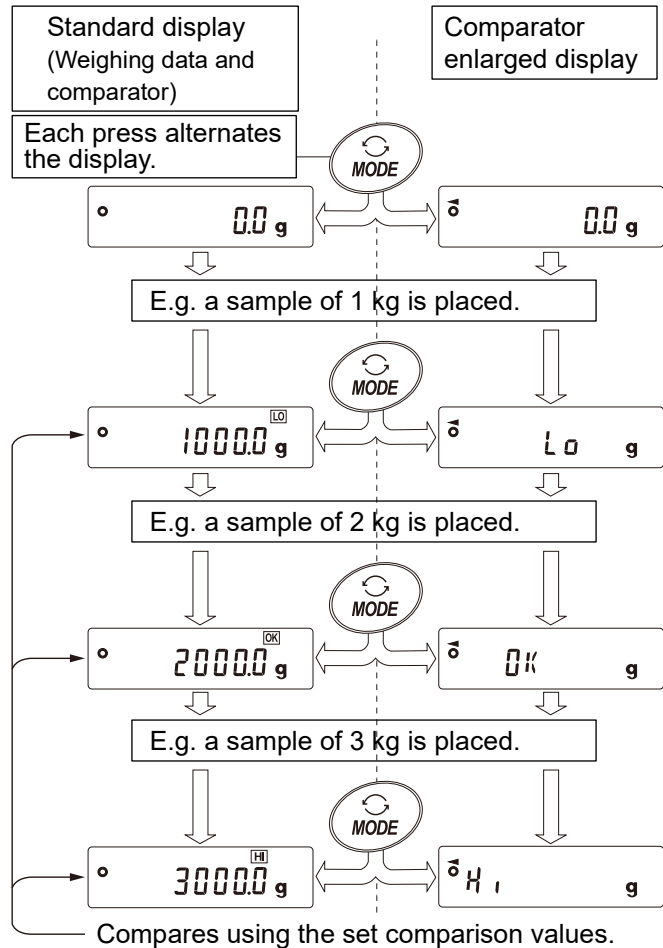 Standard display
(Weighing data and
comparator)
Comparator
enlarged display
Each press alternates
the display.
MODE
0.0 g
0.0 g
E.g. a sample of 1 kg is placed.
MODE
LO
1000.0 g
Lo g
E.g. a sample of 2 kg is placed.
MODE
OK
2000.0 g
OK g
E.g. a sample of 3 kg is placed.
MODE
HI
3000.0 g
Hi g
Compares using the set comparison values.